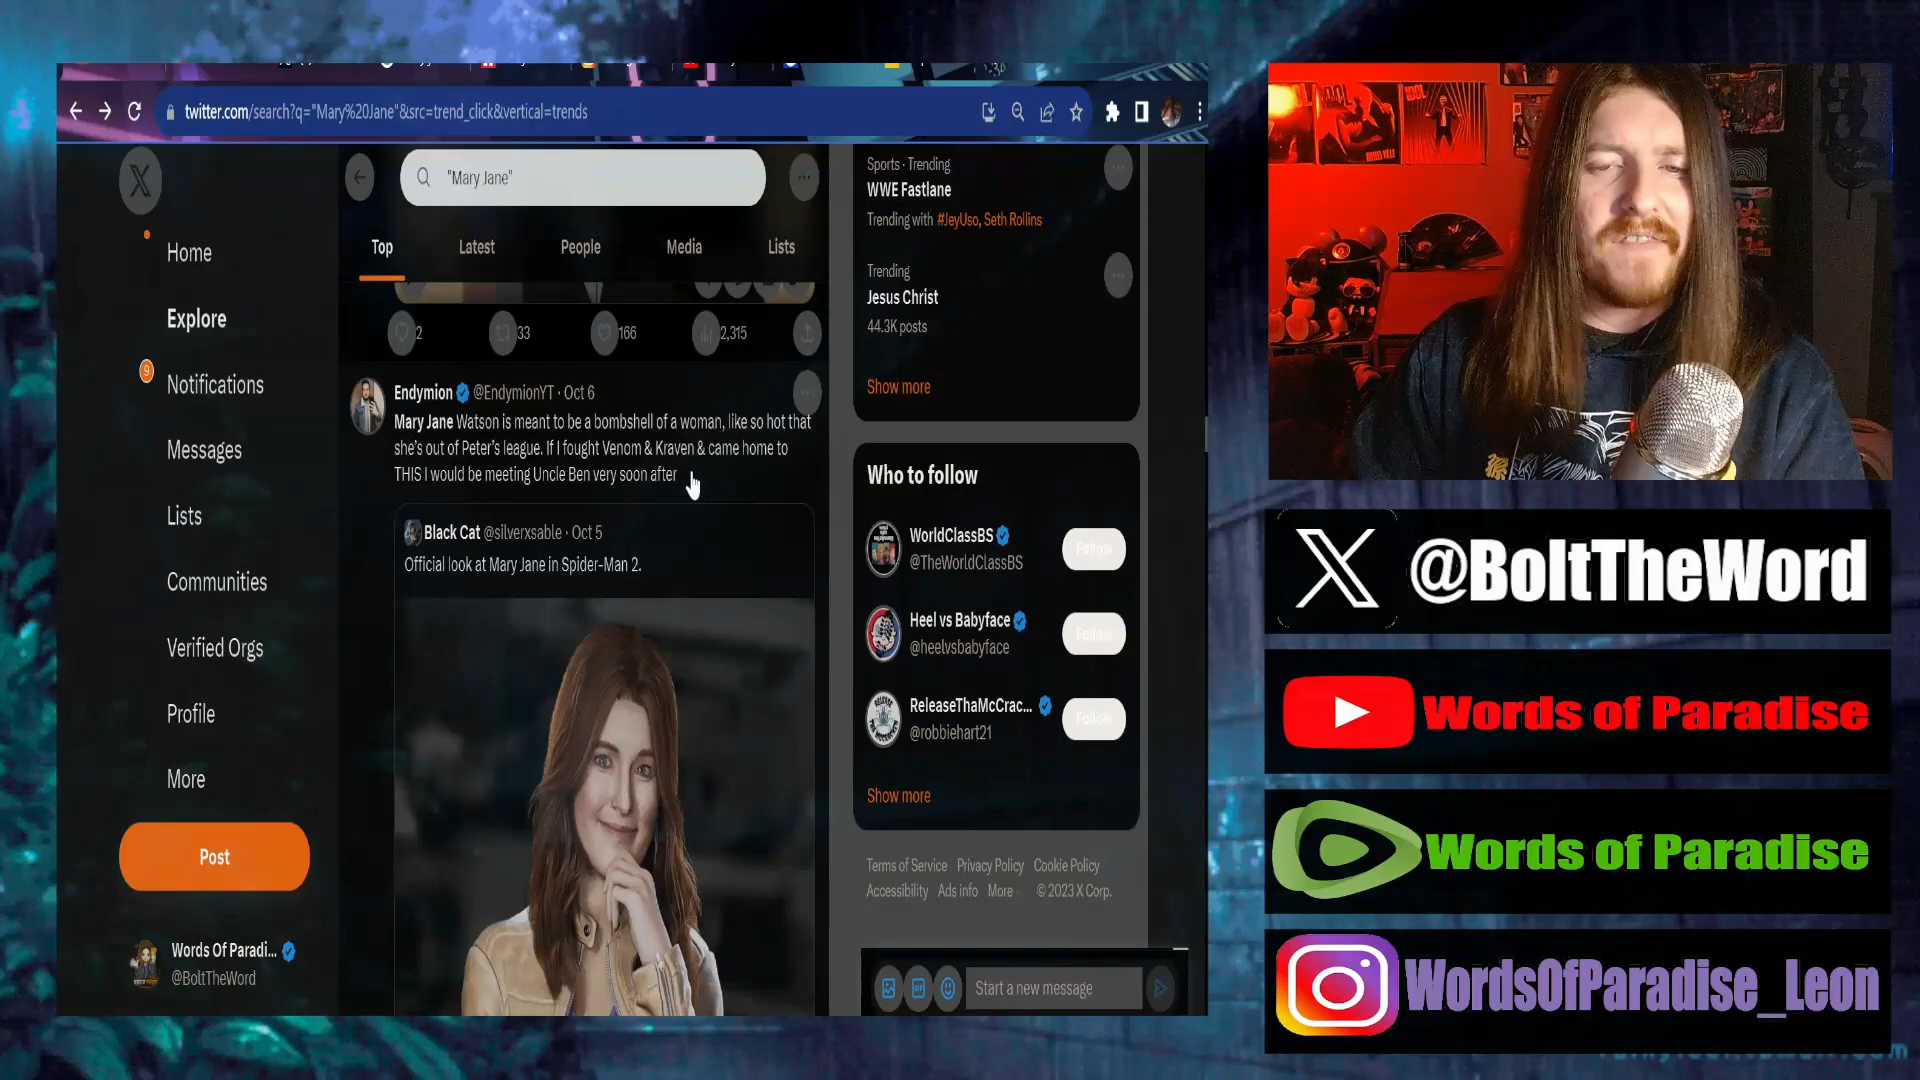 twitter.com/search?q="Mary%20Jane"&src=trend_click&vertical=trends
"Mary Jane"
Top
Latest
People
Media
Lists
Home
Explore
9
Notifications
Messages
Lists
Communities
Verified Orgs
Profile
More
Post
Words Of Paradi...
@BoltTheWord
2
33
166
2,315
Endymion @EndymionYT · Oct 6
Mary Jane Watson is meant to be a bombshell of a woman, like so hot that
she's out of Peter's league. If I fought Venom & Kraven & came home to
THIS I would be meeting Uncle Ben very soon after
Black Cat @silverxsable · Oct 5
Official look at Mary Jane in Spider-Man 2.
Sports · Trending
WWE Fastlane
Trending with #JeyUso, Seth Rollins
Trending
Jesus Christ
44.3K posts
Show more
Who to follow
WorldClassBS
@TheWorldClassBS
Follow
Heel vs Babyface
@heelvsbabyface
Follow
ReleaseThaMcCrac...
@robbiehart21
Follow
Show more
Terms of Service Privacy Policy Cookie Policy
Accessibility Ads info More © 2023 X Corp.
Start a new message
IDOL
@BoltTheWord
Words of Paradise
Words of Paradise
WordsOfParadise_Leon